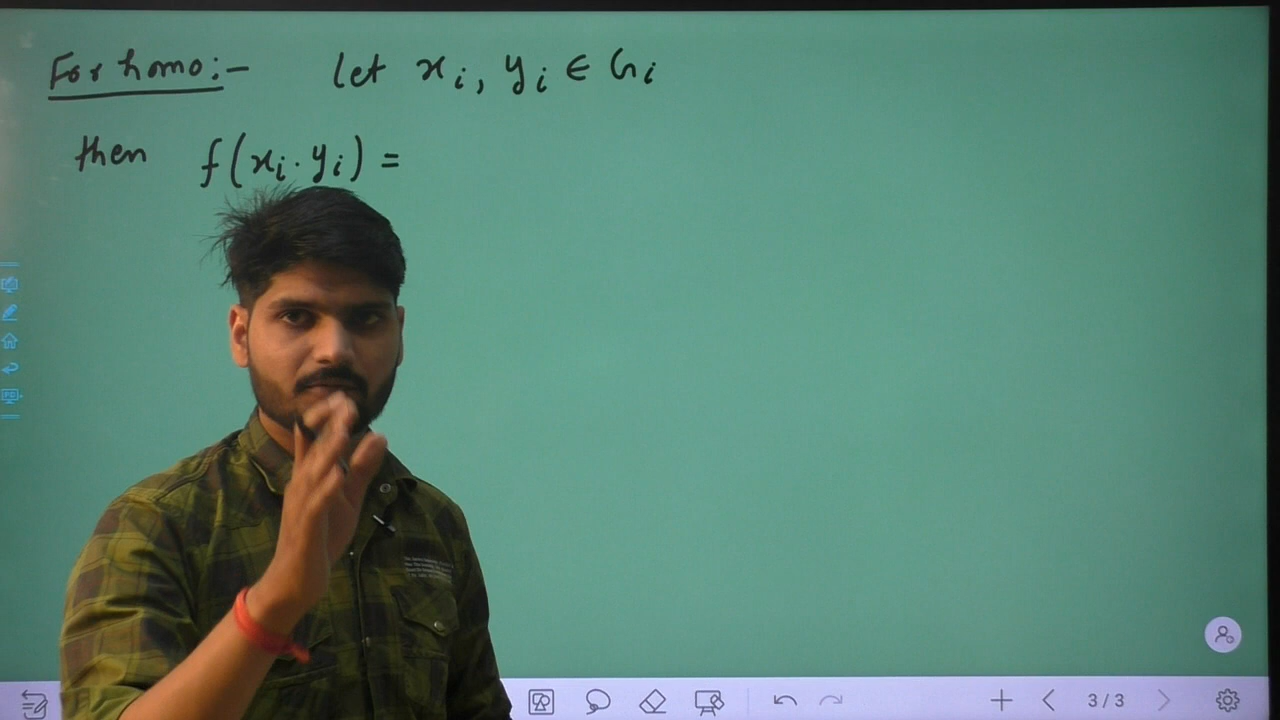 For homo:- let xᵢ, yᵢ ∈ Gᵢ
then f(xᵢ·yᵢ) =
3/3